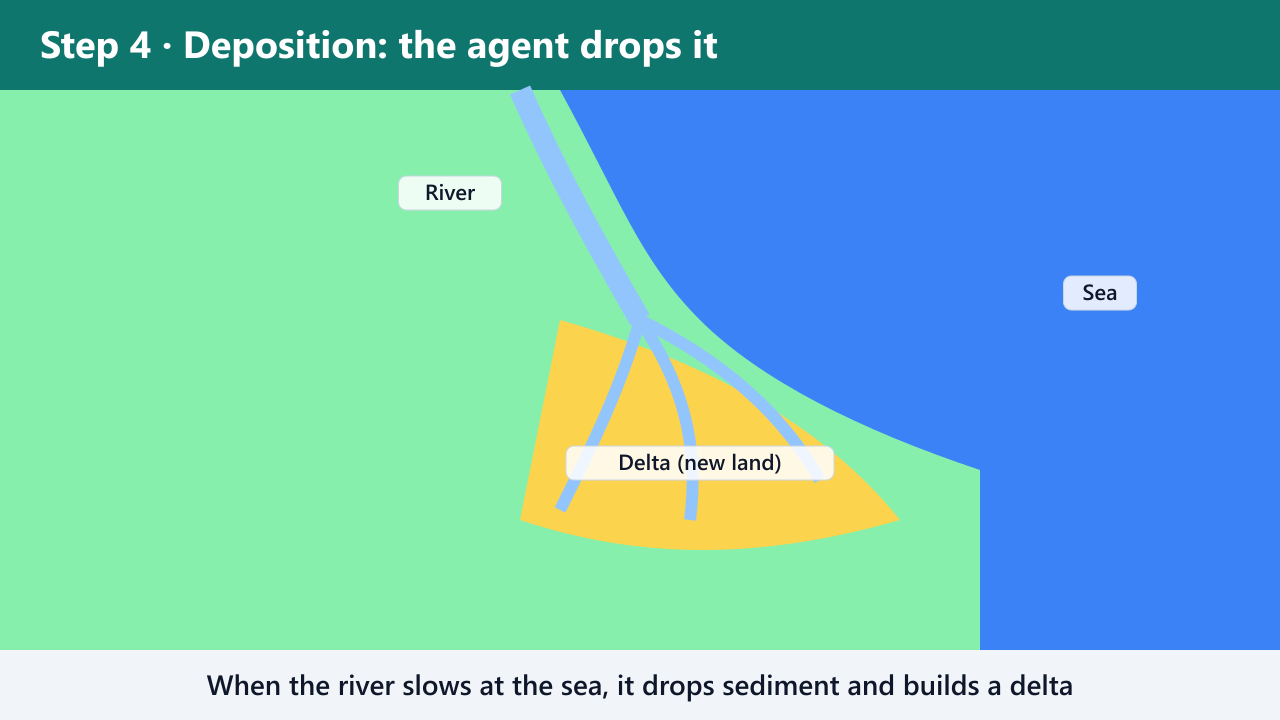 Step 4 · Deposition: the agent drops it
River
Sea
Delta (new land)
When the river slows at the sea, it drops sediment and builds a delta